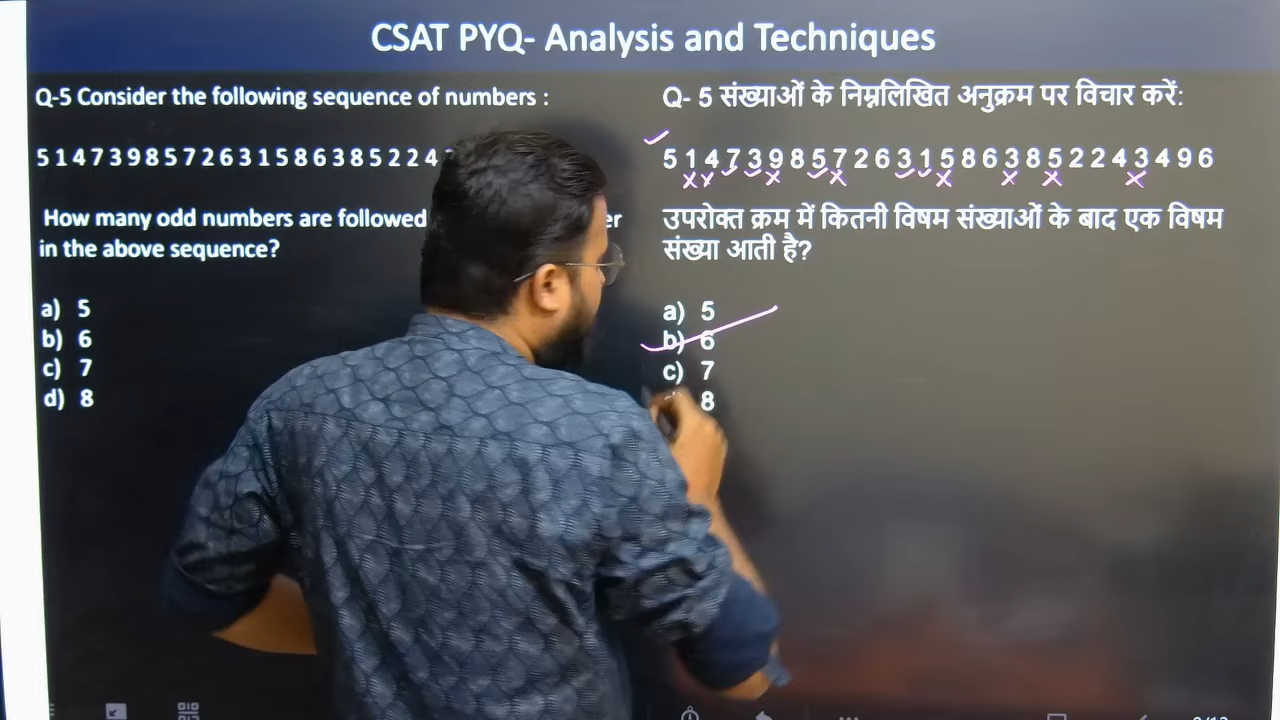 CSAT PYQ- Analysis and Techniques
Q-5 Consider the following sequence of numbers :
5 1 4 7 3 9 8 5 7 2 6 3 1 5 8 6 3 8 5 2 2 4
How many odd numbers are followed
in the above sequence?
a) 5
b) 6
c) 7
d) 8
Q- 5 संख्याओं के निम्नलिखित अनुक्रम पर विचार करें:
5 1 4 7 3 9 8 5 7 2 6 3 1 5 8 6 3 8 5 2 2 4 3 4 9 6
उपरोक्त क्रम में कितनी विषम संख्याओं के बाद एक विषम
संख्या आती है?
a) 5
b) 6
c) 7
8